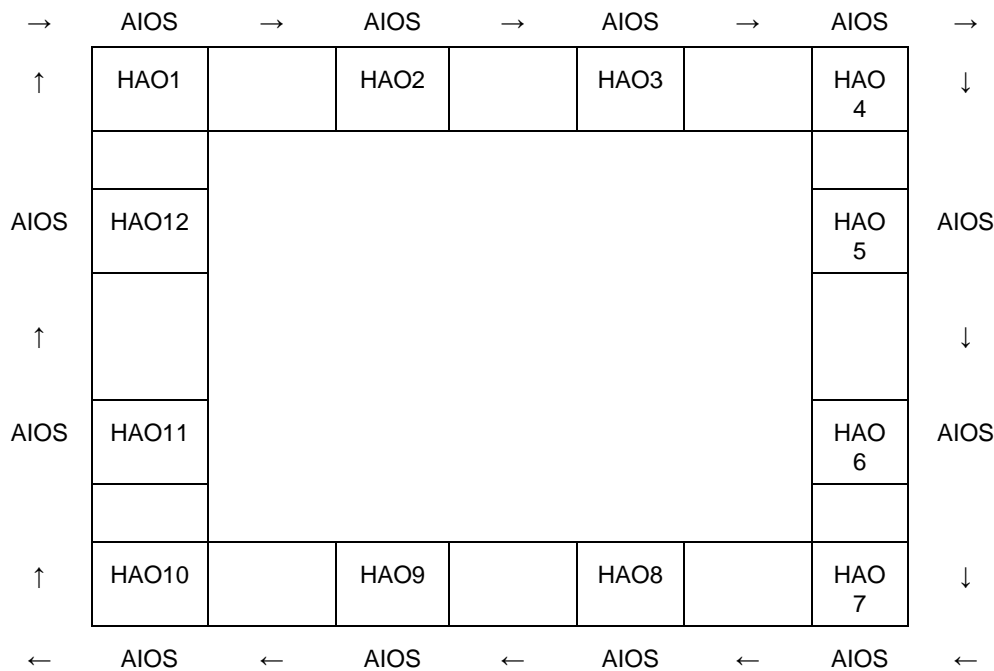 → AIOS → AIOS → AIOS → AIOS →
↑ HAO1 HAO2 HAO3 HAO ↓
4
AIOS HAO12 HAO AIOS
5
↑ ↓
AIOS HAO11 HAO AIOS
6
↑ HAO10 HAO9 HAO8 HAO ↓
7
← AIOS ← AIOS ← AIOS ← AIOS ←